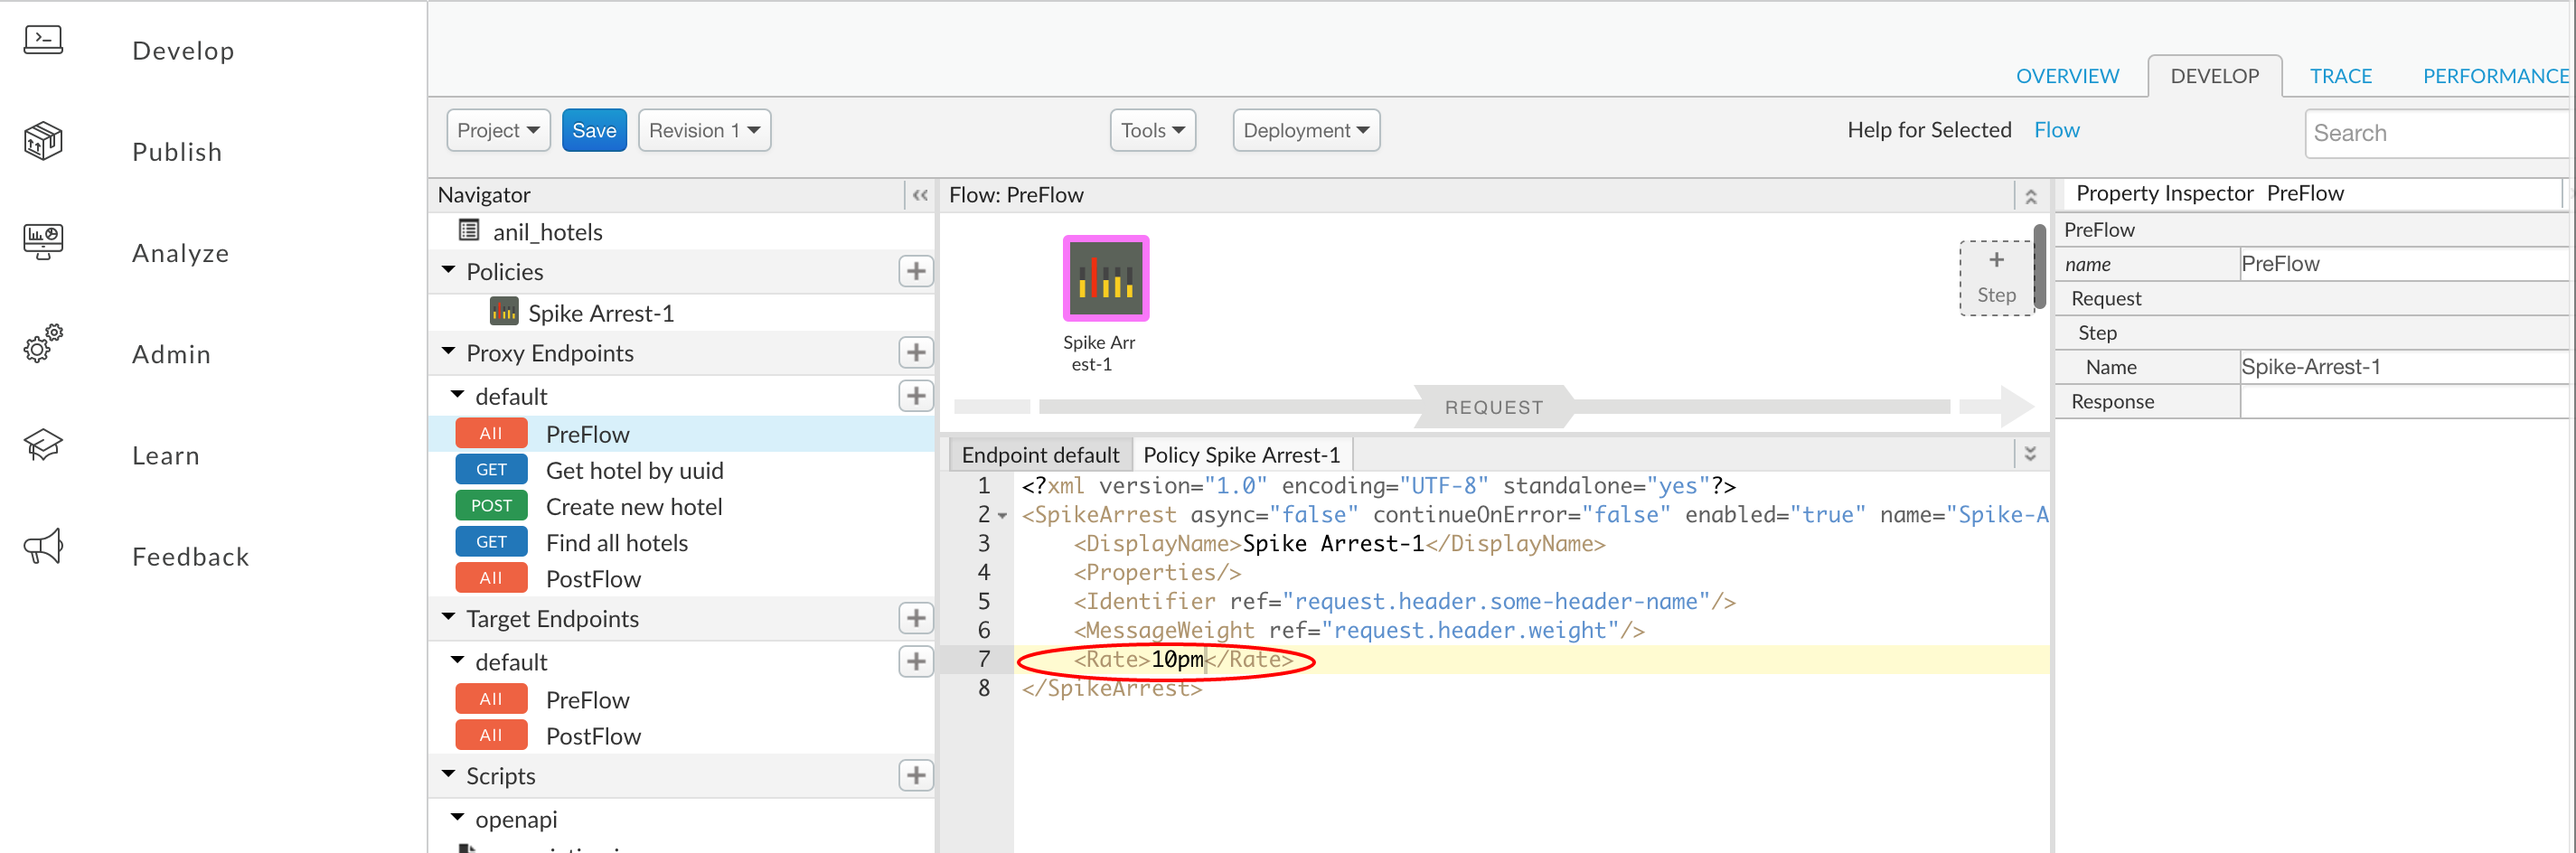 Develop
Publish
Analyze
Admin
Learn
Feedback
OVERVIEW DEVELOP TRACE PERFORMANCE
Project Save Revision 1 Tools Deployment Help for Selected Flow Search
Navigator
anil_hotels
Policies
Spike Arrest-1
Proxy Endpoints
default
All PreFlow
GET Get hotel by uuid
POST Create new hotel
GET Find all hotels
All PostFlow
Target Endpoints
default
All PreFlow
All PostFlow
Scripts
openapi
Flow: PreFlow
Spike Arr
est-1
+
Step
REQUEST
Endpoint default Policy Spike Arrest-1
1 <?xml version="1.0" encoding="UTF-8" standalone="yes"?>
2 <SpikeArrest async="false" continueOnError="false" enabled="true" name="Spike-A
3 <DisplayName>Spike Arrest-1</DisplayName>
4 <Properties/>
5 <Identifier ref="request.header.some-header-name"/>
6 <MessageWeight ref="request.header.weight"/>
7 <Rate>10pm</Rate>
8 </SpikeArrest>
Property Inspector PreFlow
PreFlow
name PreFlow
Request
Step
Name Spike-Arrest-1
Response